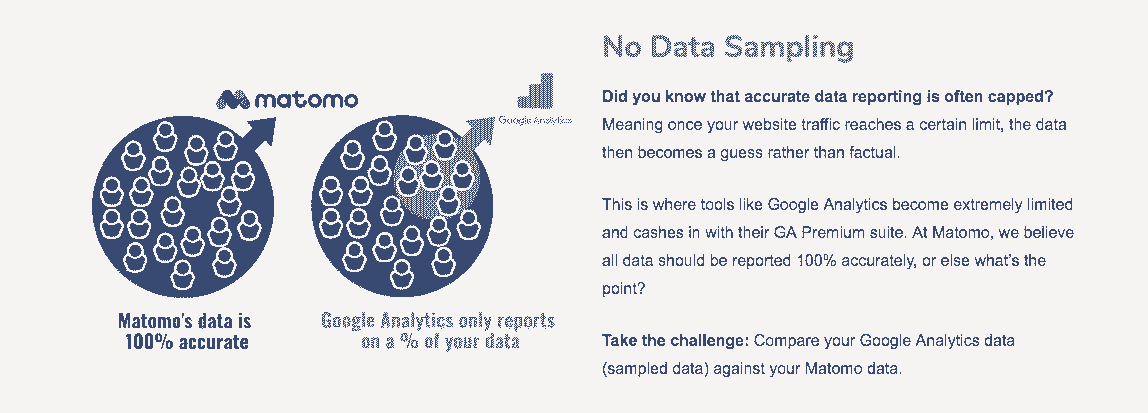 matomo
Google Analytics
Matomo's data is
100% accurate
Google Analytics only reports
on a % of your data
No Data Sampling
Did you know that accurate data reporting is often capped?
Meaning once your website traffic reaches a certain limit, the data
then becomes a guess rather than factual.
This is where tools like Google Analytics become extremely limited
and cashes in with their GA Premium suite. At Matomo, we believe
all data should be reported 100% accurately, or else what's the
point?
Take the challenge: Compare your Google Analytics data
(sampled data) against your Matomo data.